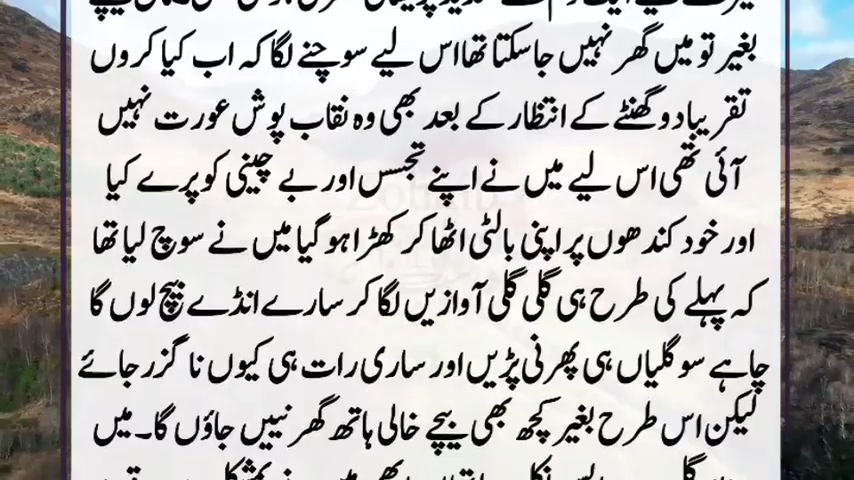 بغیر تو میں گھر نہیں جاسکتا تھا اس لیے سوچنے لگا کہ اب کیا کروں
تقریبا دو گھنٹے کے انتظار کے بعد بھی وہ نقاب پوش عورت نہیں
آئی تھی اس لیے میں نے اپنے تجسس اور بے چینی کو پرے کیا
اور خود کندھوں پر اپنی بالٹی اٹھا کر کھڑا ہو گیا میں نے سوچ لیا تھا
کہ پہلے کی طرح ہی گلی گلی آوازیں لگا کر سارے انڈے بیچ لوں گا
چاہے سو گلیاں ہی پھرنی پڑیں اور ساری رات ہی کیوں نا گزر جائے
لیکن اس طرح بغیر کچھ بھی بیچے خالی ہاتھ گھر نہیں جاؤں گا۔ میں